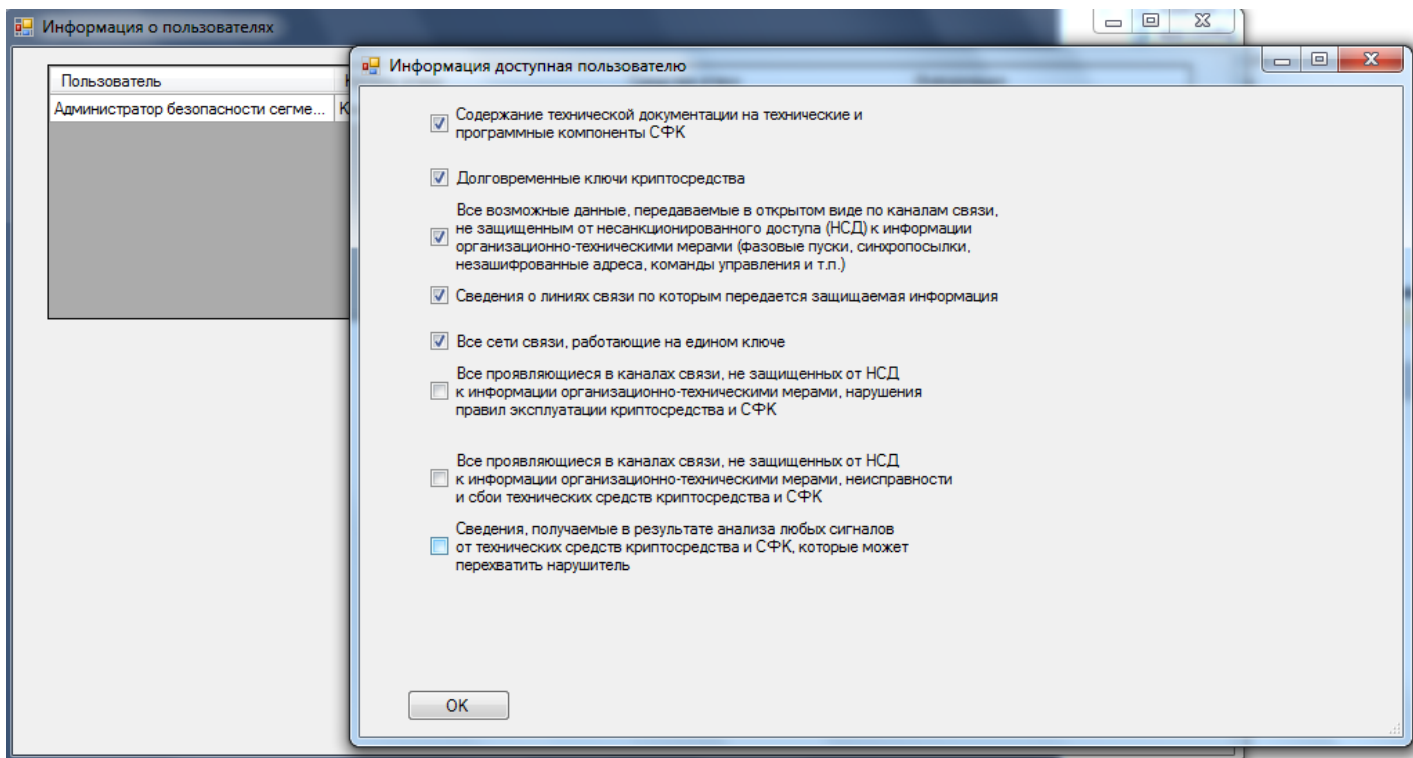 Информация о пользователях
Информация доступная пользователю
Пользователь
Администратор безопасности сегме...
Содержание технической документации на технические и
программные компоненты СФК
Долговременные ключи криптосредства
Все возможные данные, передаваемые в открытом виде по каналам связи,
не защищенным от несанкционированного доступа (НСД) к информации
организационно-техническими мерами (фазовые пуски, синхропосылки,
незашифрованные адреса, команды управления и т.п.)
Сведения о линиях связи по которым передается защищаемая информация
Все сети связи, работающие на едином ключе
Все проявляющиеся в каналах связи, не защищенных от НСД
к информации организационно-техническими мерами, нарушения
правил эксплуатации криптосредства и СФК
Все проявляющиеся в каналах связи, не защищенных от НСД
к информации организационно-техническими мерами, неисправности
и сбои технических средств криптосредства и СФК
Сведения, получаемые в результате анализа любых сигналов
от технических средств криптосредства и СФК, которые может
перехватить нарушитель
OK